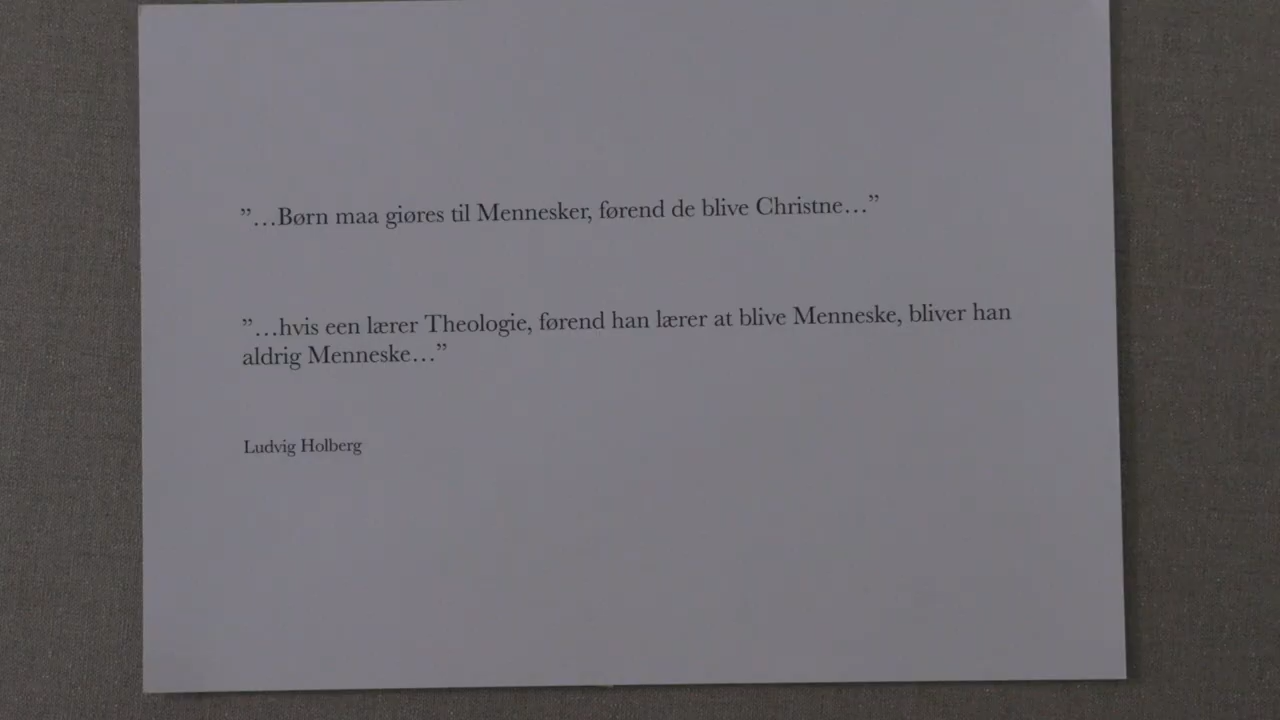 ”…Børn maa giøres til Mennesker, førend de blive Christne…”
”…hvis een lærer Theologie, førend han lærer at blive Menneske, bliver han
aldrig Menneske…”
Ludvig Holberg